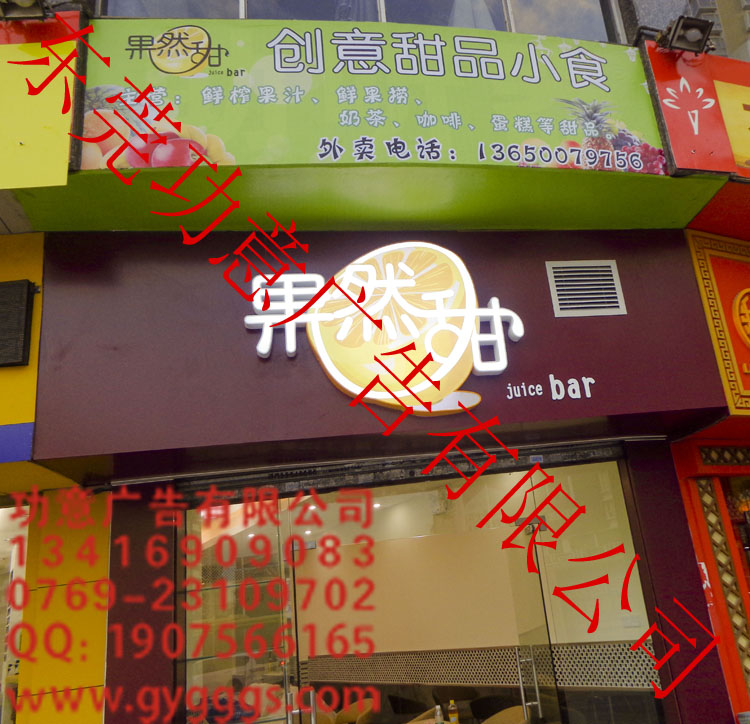 果然甜
juice bar
创意甜品小食
主营：鲜榨果汁、鲜果捞、
奶茶、咖啡、蛋糕等甜品。
外卖电话：13650079756
果然甜
juice bar
东莞功意广告有限公司
功意广告有限公司
13416909083
0769-23109702
QQ：1907566165
www.gygggs.com